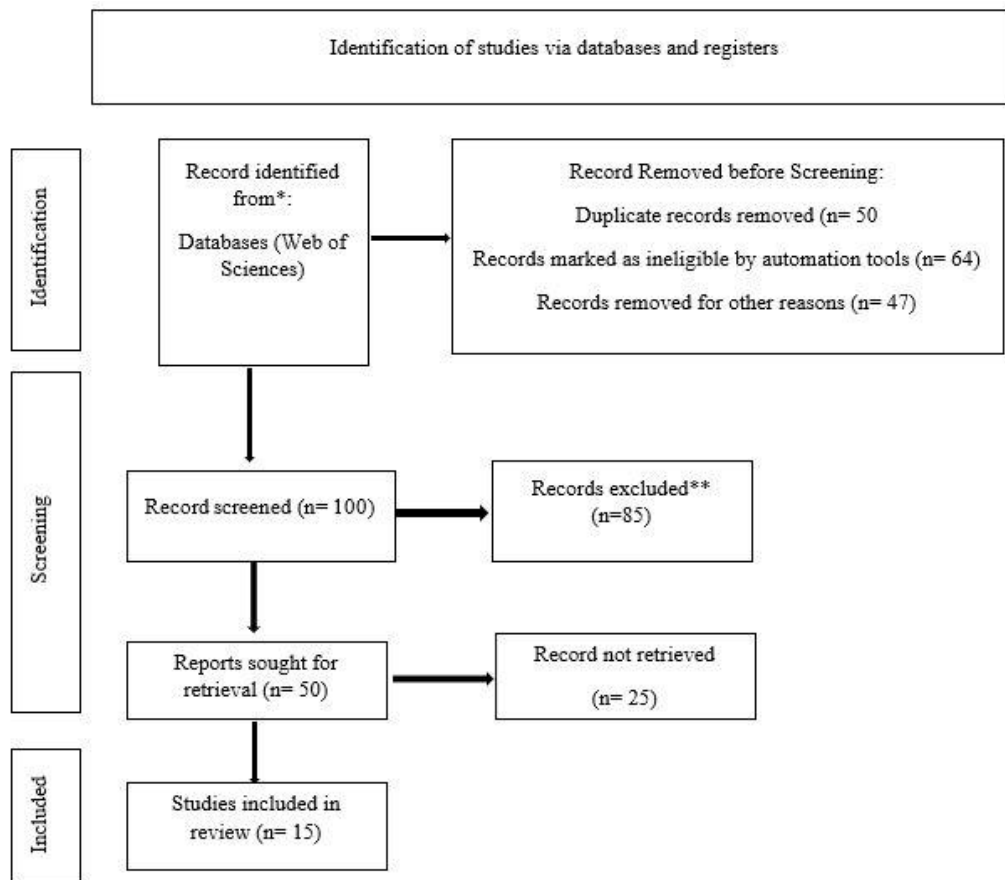 Identification of studies via databases and registers
Identification
Record identified
from*:
Databases (Web of
Sciences)
Record Removed before Screening:
Duplicate records removed (n= 50
Records marked as ineligible by automation tools (n= 64)
Records removed for other reasons (n= 47)
Screening
Record screened (n= 100)
Records excluded**
(n=85)
Reports sought for
retrieval (n= 50)
Record not retrieved
(n= 25)
Included
Studies included in
review (n= 15)